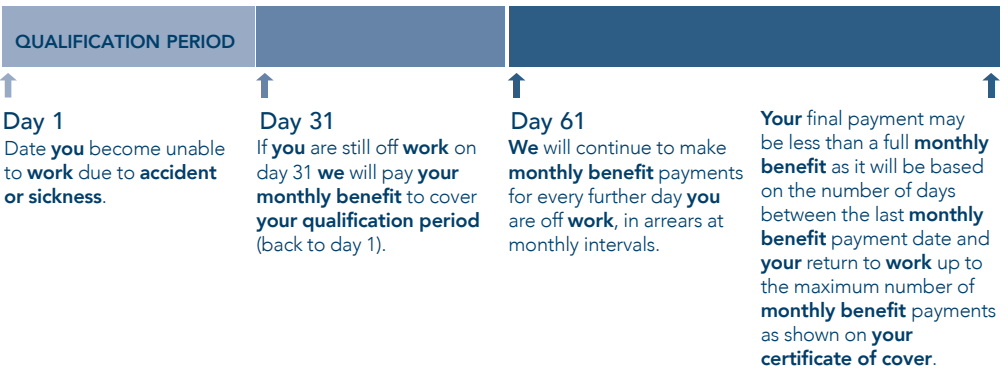 QUALIFICATION PERIOD
Day 1
Date you become unable
to work due to accident
or sickness.
Day 31
If you are still off work on
day 31 we will pay your
monthly benefit to cover
your qualification period
(back to day 1).
Day 61
We will continue to make
monthly benefit payments
for every further day you
are off work, in arrears at
monthly intervals.
Your final payment may
be less than a full monthly
benefit as it will be based
on the number of days
between the last monthly
benefit payment date and
your return to work up to
the maximum number of
monthly benefit payments
as shown on your
certificate of cover.